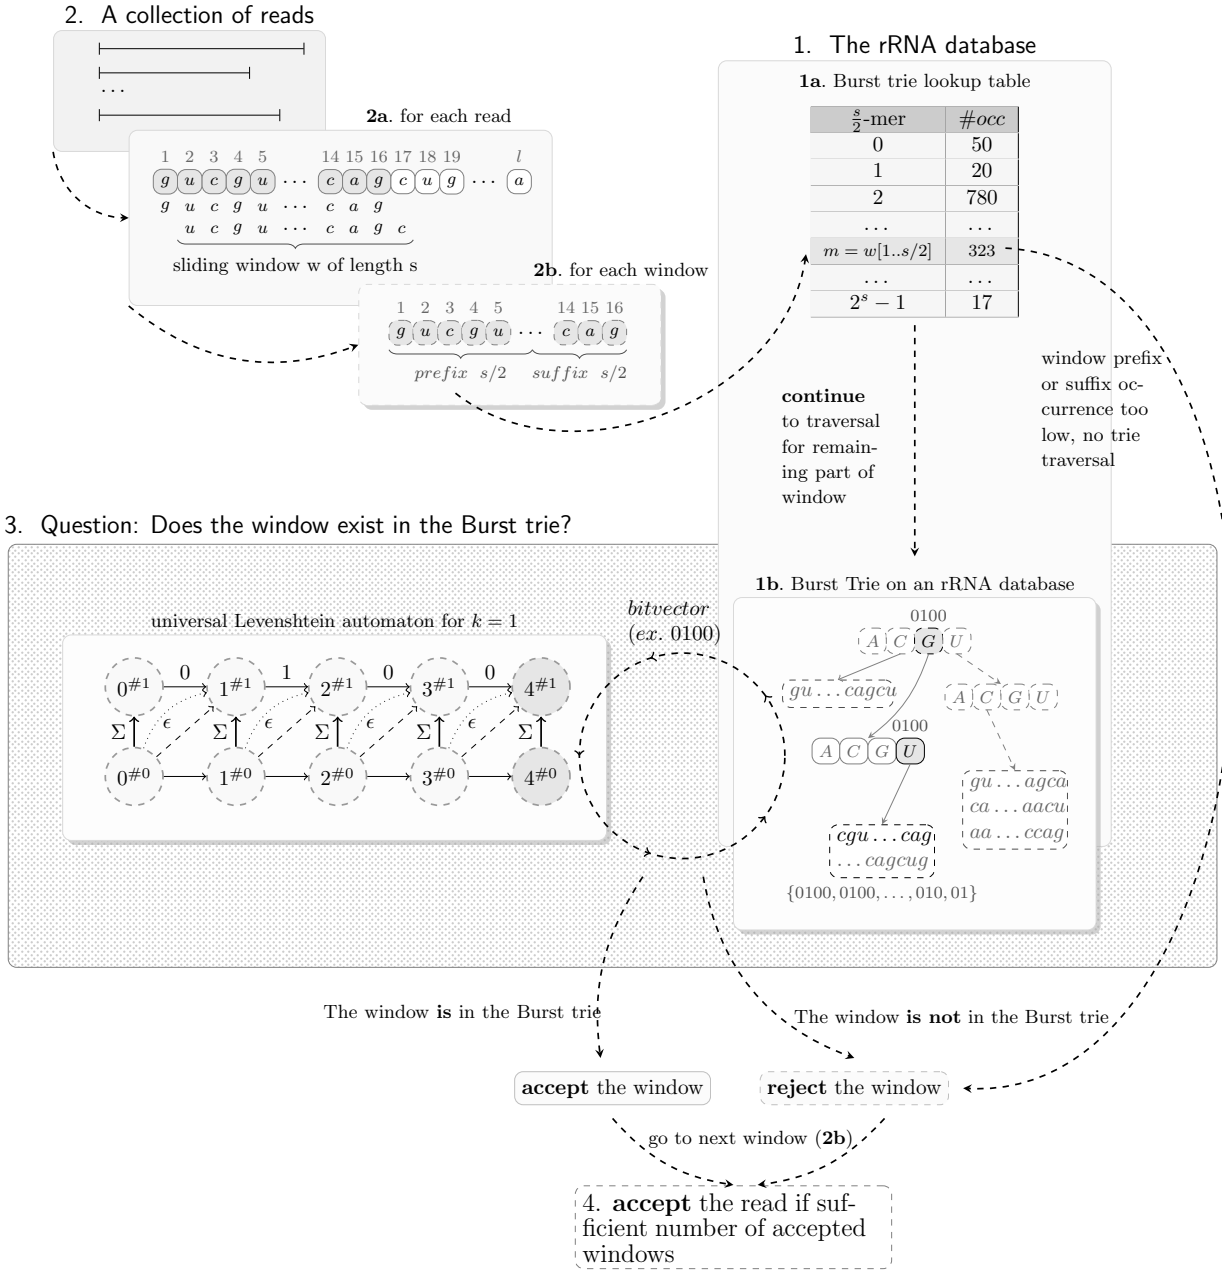 2. A collection of reads
. . .
2a. for each read
1 2 3 4 5 14 15 16 17 18 19 l
g u c g u ... c a g c u g ... a
g u c g u ... c a g
u c g u ... c a g c
sliding window w of length s
2b. for each window
1 2 3 4 5 14 15 16
g u c g u ... c a g
prefix s/2 suffix s/2
1. The rRNA database
1a. Burst trie lookup table
s/2-mer #occ
0 50
1 20
2 780
... ...
m = w[1..s/2] 323
... ...
2^s − 1 17
continue
to traversal
for remain-
ing part of
window
window prefix
or suffix oc-
currence too
low, no trie
traversal
3. Question: Does the window exist in the Burst trie?
universal Levenshtein automaton for k = 1
0 1 0 0
0^#1 1^#1 2^#1 3^#1 4^#1
Σ ϵ Σ ϵ Σ ϵ Σ ϵ Σ
0^#0 1^#0 2^#0 3^#0 4^#0
bitvector
(ex. 0100)
1b. Burst Trie on an rRNA database
0100
A C G U
gu...cagcu
A C G U
0100
A C G U
gu...agca
ca...aacu
aa...ccag
cgu...cag
...cagcug
{0100, 0100, ..., 010, 01}
The window is in the Burst trie
The window is not in the Burst trie
accept the window
reject the window
go to next window (2b)
4. accept the read if suf-
ficient number of accepted
windows